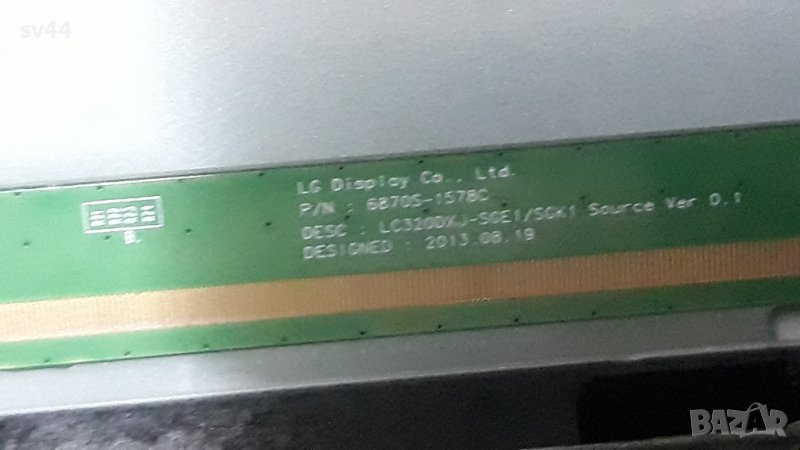 sv44
LG Display Co., Ltd.
P/N : 6870S-1578C
DESC : LC320DXJ-SGE1/SGK1 Source Ver 0.1
DESIGNED : 2013.08.19
BAZAR